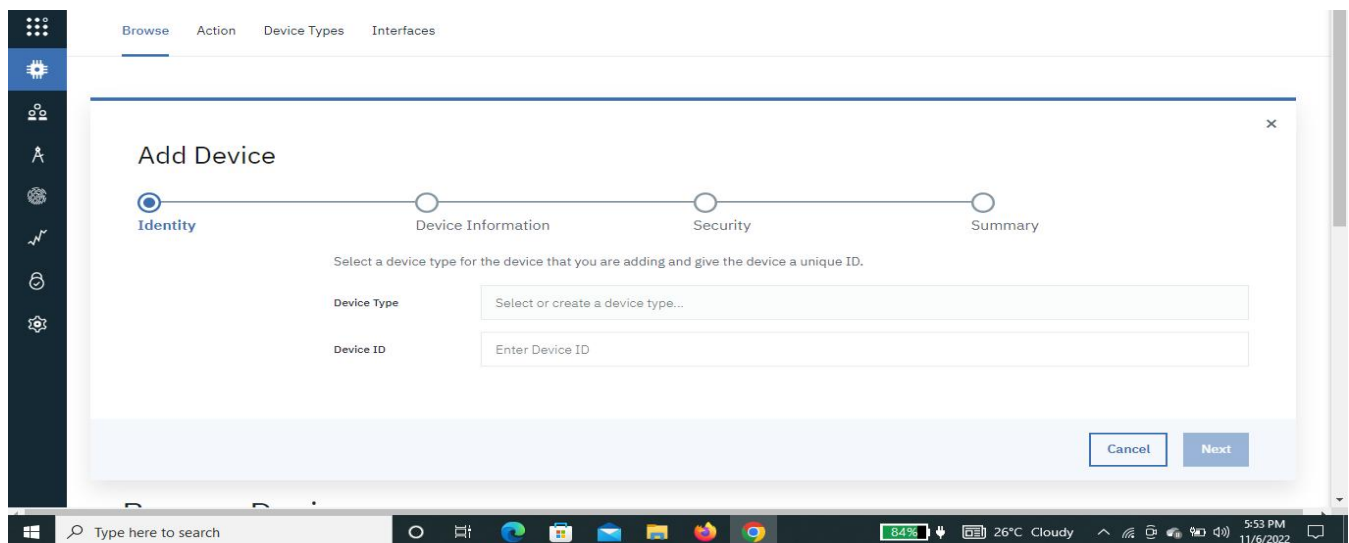 Browse Action Device Types Interfaces
×
Add Device
Identity Device Information Security Summary
Select a device type for the device that you are adding and give the device a unique ID.
Device Type Select or create a device type...
Device ID Enter Device ID
Cancel Next
Type here to search 84% 26°C Cloudy 5:53 PM
11/6/2022